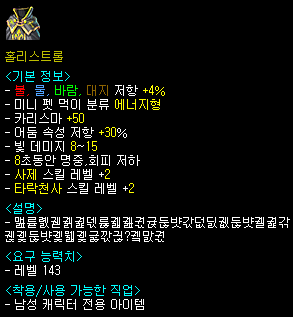 홀리스트롤
<기본 정보>
- 불, 물, 바람, 대지 저항 +4%
- 미니 펫 먹이 분류 에너지형
- 카리스마 +50
- 어둠 속성 저항 +30%
- 빛 데미지 8~15
- 8초동안 명중,회피 저하
- 사제 스킬 레벨 +2
- 타락천사 스킬 레벨 +2
<설명>
<요구 능력치>
- 레벨 143
<착용/사용 가능한 직업>
- 남성 캐릭터 전용 아이템